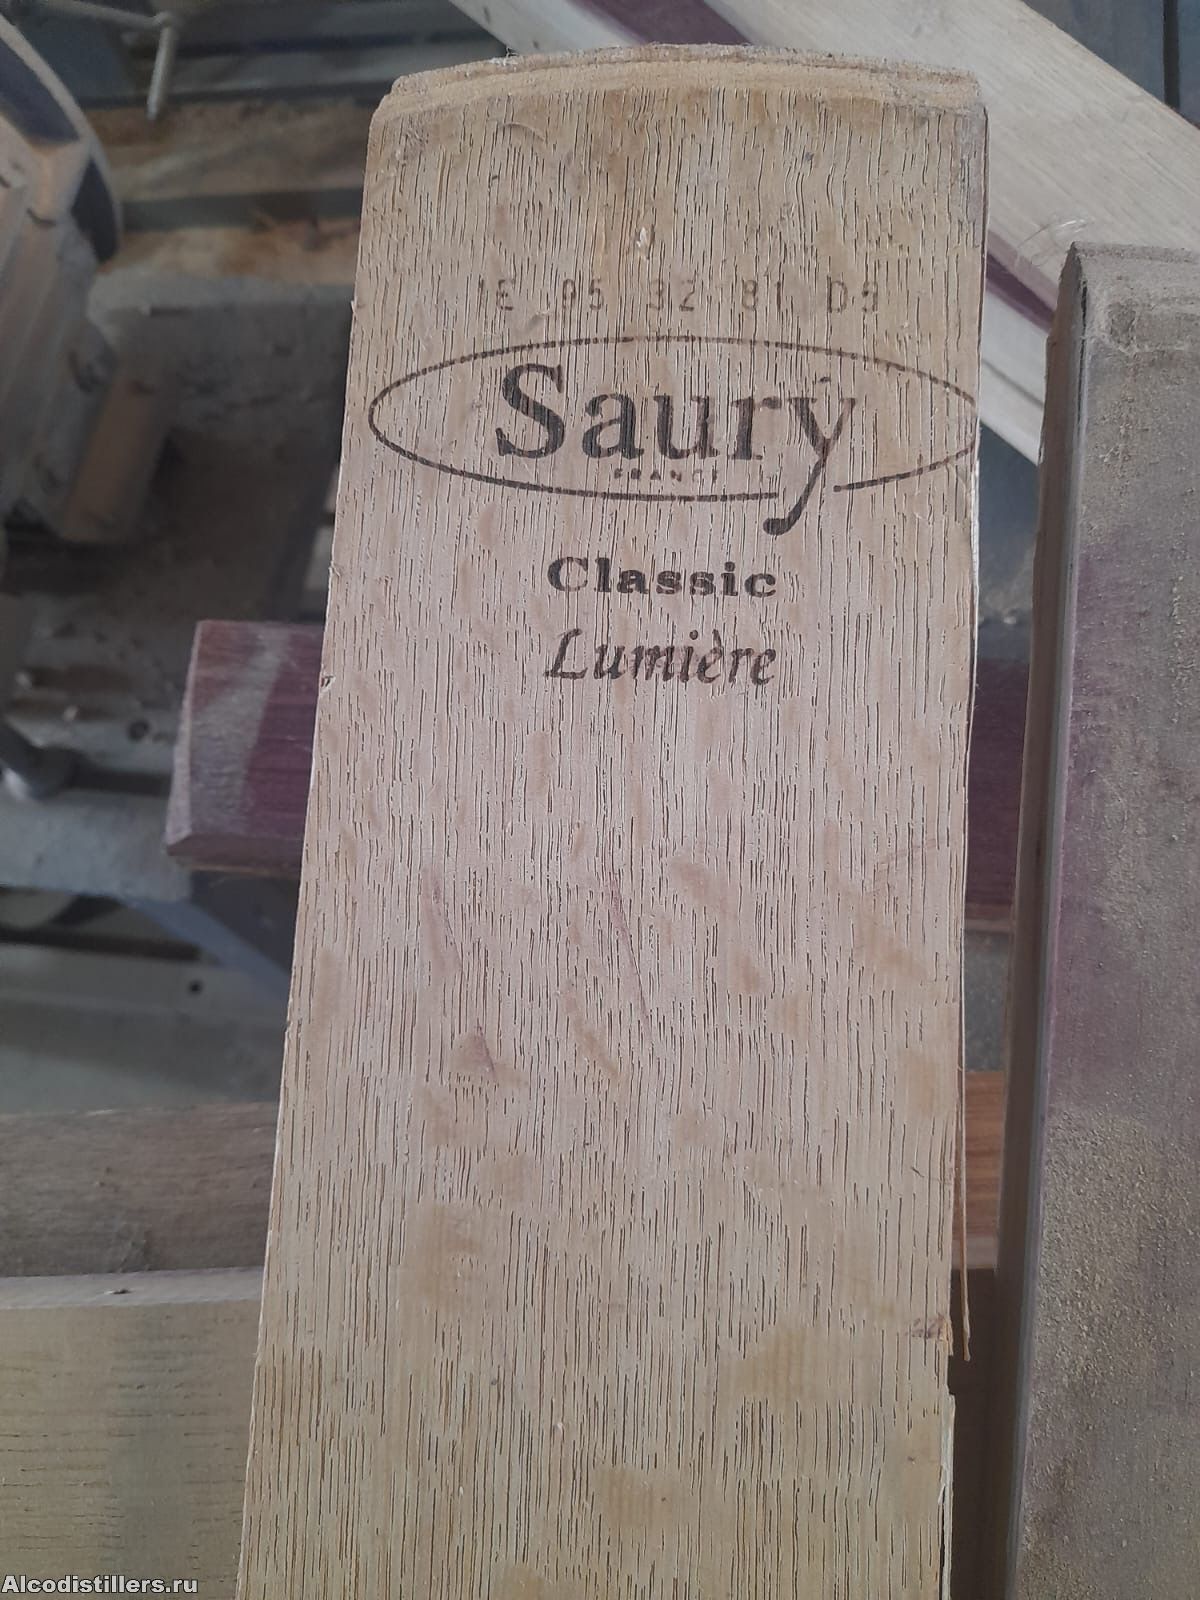 Saury
FRANCE
Classic
Lumière
Alcodistillers.ru